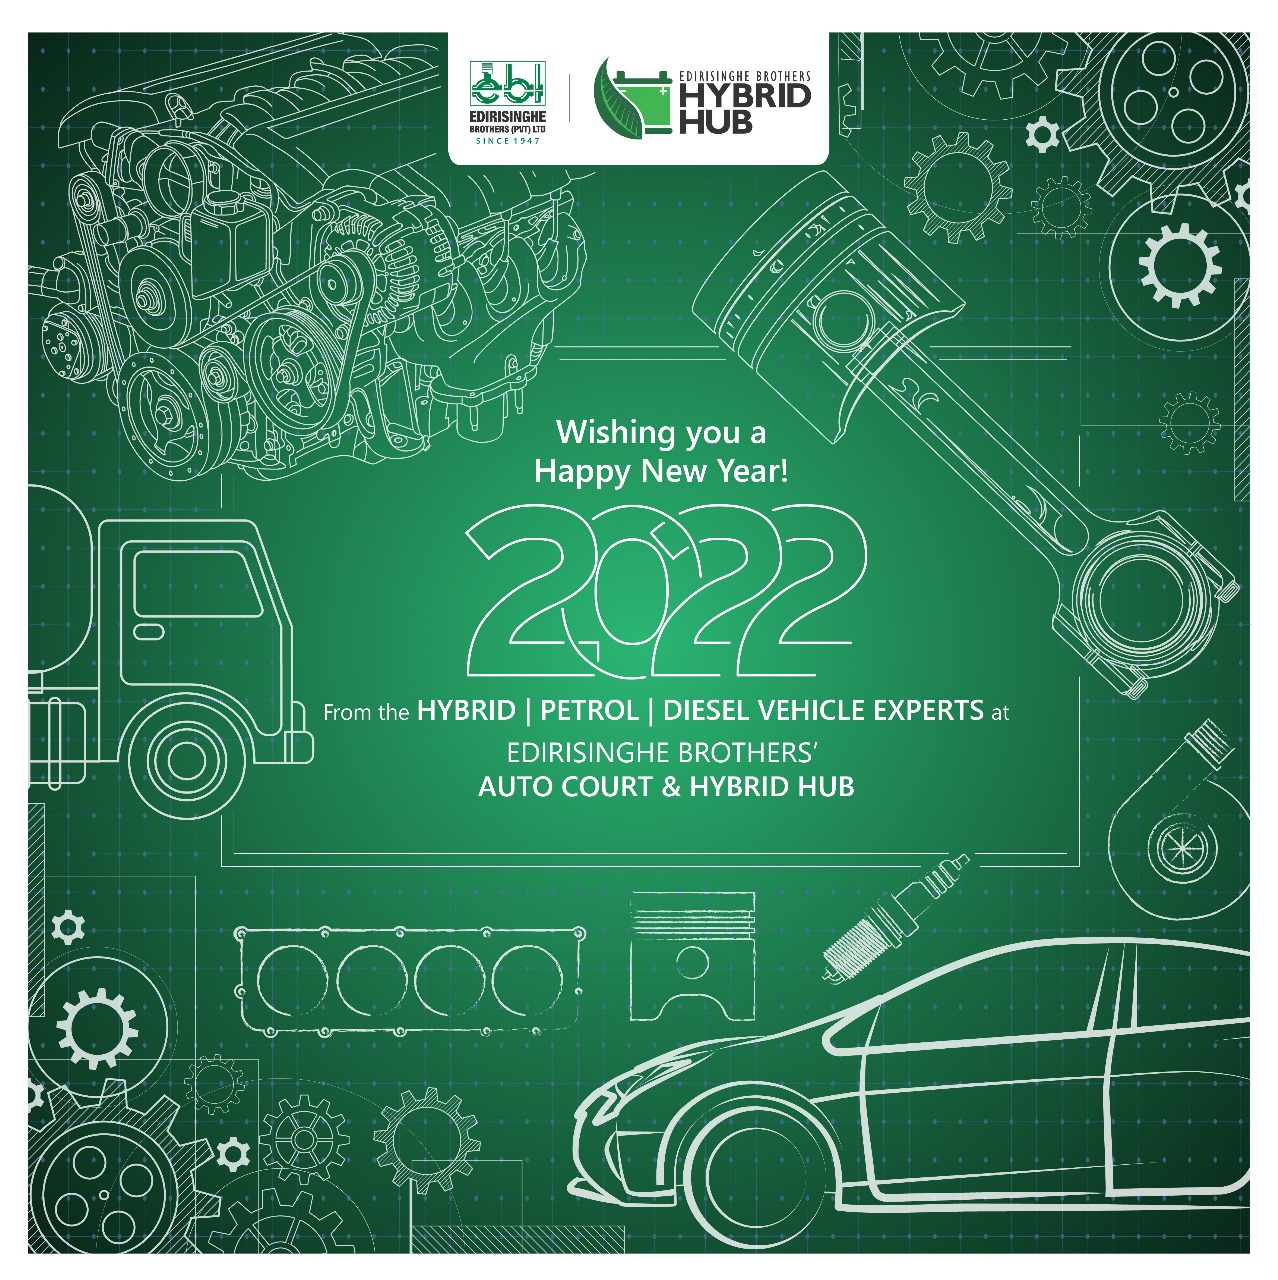 ebl
EDIRISINGHE
BROTHERS (PVT) LTD
SINCE 1947
EDIRISINGHE BROTHERS
HYBRID
HUB
Wishing you a
Happy New Year!
2022
From the HYBRID | PETROL | DIESEL VEHICLE EXPERTS at
EDIRISINGHE BROTHERS’
AUTO COURT & HYBRID HUB